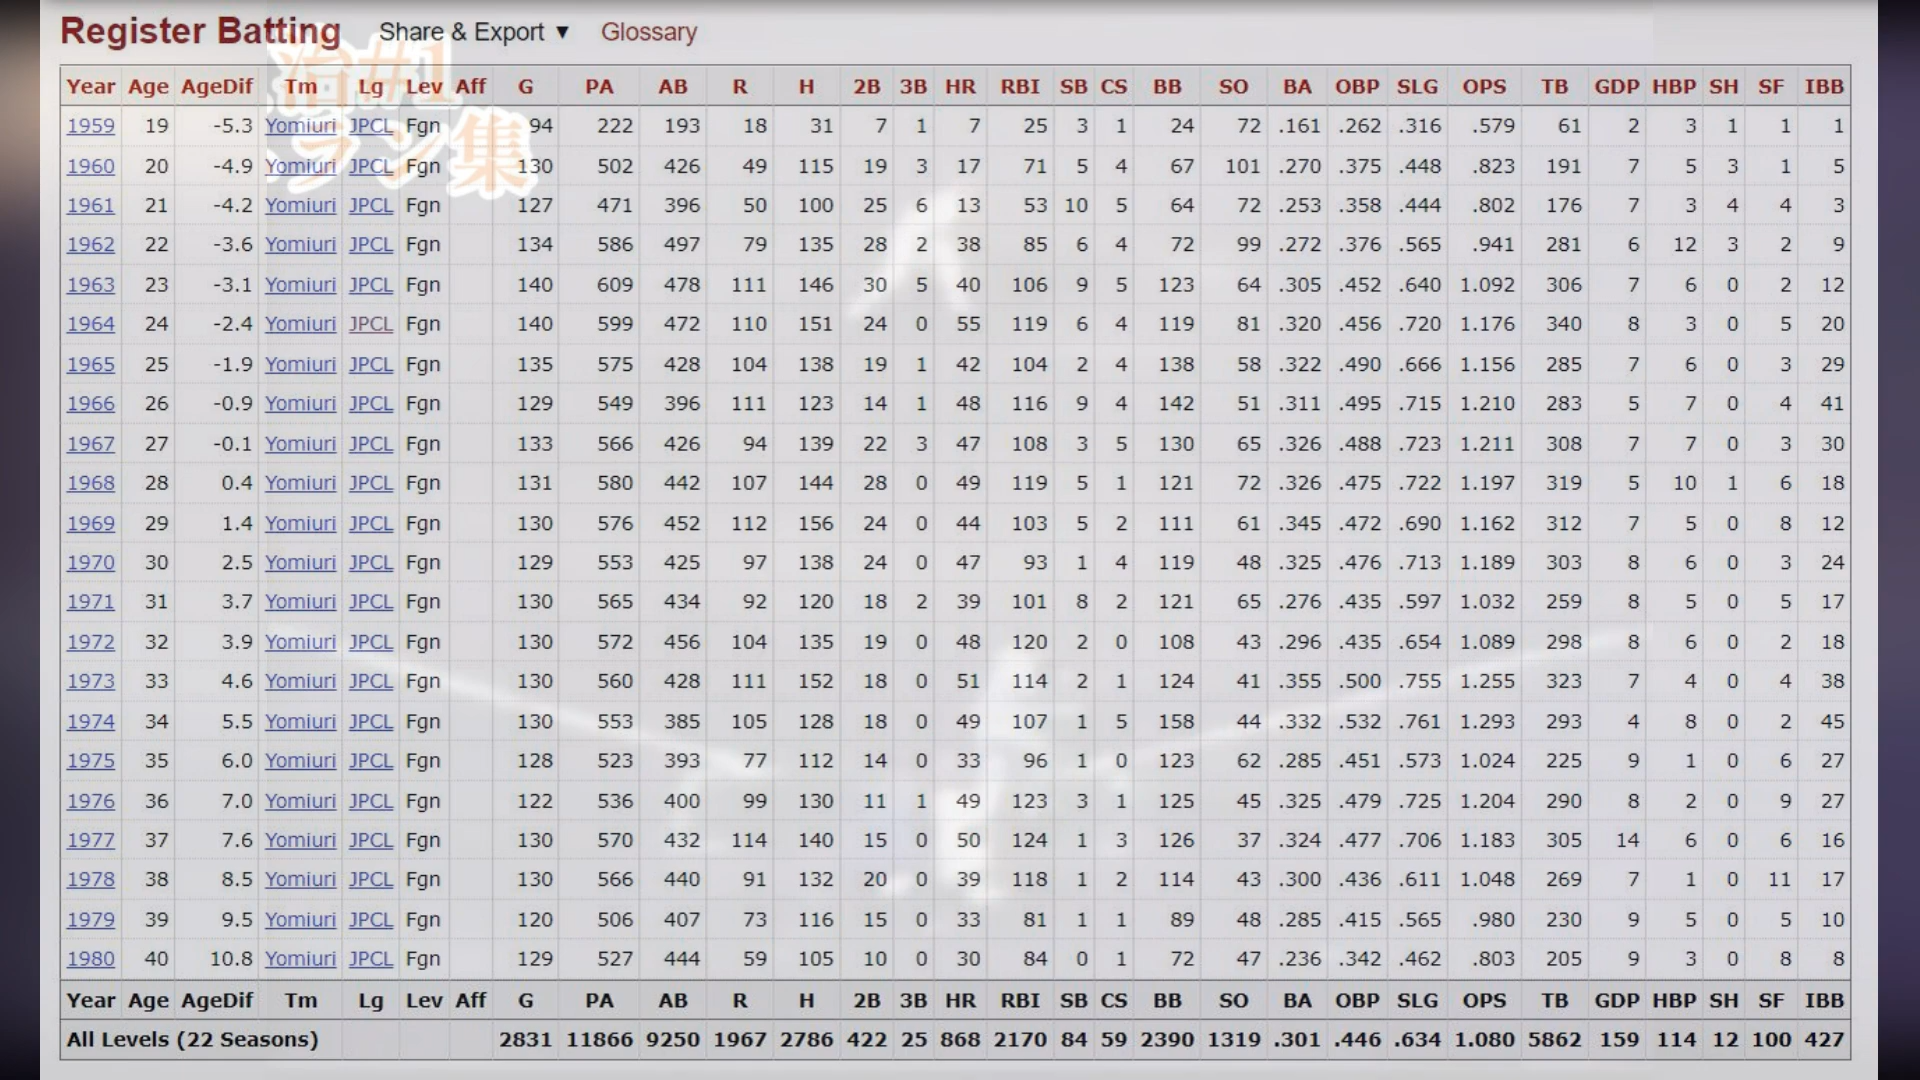 Register Batting Share & Export ▼ Glossary
治#1
ラン集
Year Age AgeDif Tm Lg Lev Aff G PA AB R H 2B 3B HR RBI SB CS BB SO BA OBP SLG OPS TB GDP HBP SH SF IBB
1959 19 -5.3 Yomiuri JPCL Fgn 94 222 193 18 31 7 1 7 25 3 1 24 72 .161 .262 .316 .579 61 2 3 1 1 1
1960 20 -4.9 Yomiuri JPCL Fgn 130 502 426 49 115 19 3 17 71 5 4 67 101 .270 .375 .448 .823 191 7 5 3 1 5
1961 21 -4.2 Yomiuri JPCL Fgn 127 471 396 50 100 25 6 13 53 10 5 64 72 .253 .358 .444 .802 176 7 3 4 4 3
1962 22 -3.6 Yomiuri JPCL Fgn 134 586 497 79 135 28 2 38 85 6 4 72 99 .272 .376 .565 .941 281 6 12 3 2 9
1963 23 -3.1 Yomiuri JPCL Fgn 140 609 478 111 146 30 5 40 106 9 5 123 64 .305 .452 .640 1.092 306 7 6 0 2 12
1964 24 -2.4 Yomiuri JPCL Fgn 140 599 472 110 151 24 0 55 119 6 4 119 81 .320 .456 .720 1.176 340 8 3 0 5 20
1965 25 -1.9 Yomiuri JPCL Fgn 135 575 428 104 138 19 1 42 104 2 4 138 58 .322 .490 .666 1.156 285 7 6 0 3 29
1966 26 -0.9 Yomiuri JPCL Fgn 129 549 396 111 123 14 1 48 116 9 4 142 51 .311 .495 .715 1.210 283 5 7 0 4 41
1967 27 -0.1 Yomiuri JPCL Fgn 133 566 426 94 139 22 3 47 108 3 5 130 65 .326 .488 .723 1.211 308 7 7 0 3 30
1968 28 0.4 Yomiuri JPCL Fgn 131 580 442 107 144 28 0 49 119 5 1 121 72 .326 .475 .722 1.197 319 5 10 1 6 18
1969 29 1.4 Yomiuri JPCL Fgn 130 576 452 112 156 24 0 44 103 5 2 111 61 .345 .472 .690 1.162 312 7 5 0 8 12
1970 30 2.5 Yomiuri JPCL Fgn 129 553 425 97 138 24 0 47 93 1 4 119 48 .325 .476 .713 1.189 303 8 6 0 3 24
1971 31 3.7 Yomiuri JPCL Fgn 130 565 434 92 120 18 2 39 101 8 2 121 65 .276 .435 .597 1.032 259 8 5 0 5 17
1972 32 3.9 Yomiuri JPCL Fgn 130 572 456 104 135 19 0 48 120 2 0 108 43 .296 .435 .654 1.089 298 8 6 0 2 18
1973 33 4.6 Yomiuri JPCL Fgn 130 560 428 111 152 18 0 51 114 2 1 124 41 .355 .500 .755 1.255 323 7 4 0 4 38
1974 34 5.5 Yomiuri JPCL Fgn 130 553 385 105 128 18 0 49 107 1 5 158 44 .332 .532 .761 1.293 293 4 8 0 2 45
1975 35 6.0 Yomiuri JPCL Fgn 128 523 393 77 112 14 0 33 96 1 0 123 62 .285 .451 .573 1.024 225 9 1 0 6 27
1976 36 7.0 Yomiuri JPCL Fgn 122 536 400 99 130 11 1 49 123 3 1 125 45 .325 .479 .725 1.204 290 8 2 0 9 27
1977 37 7.6 Yomiuri JPCL Fgn 130 570 432 114 140 15 0 50 124 1 3 126 37 .324 .477 .706 1.183 305 14 6 0 6 16
1978 38 8.5 Yomiuri JPCL Fgn 130 566 440 91 132 20 0 39 118 1 2 114 43 .300 .436 .611 1.048 269 7 1 0 11 17
1979 39 9.5 Yomiuri JPCL Fgn 120 506 407 73 116 15 0 33 81 1 1 89 48 .285 .415 .565 .980 230 9 5 0 5 10
1980 40 10.8 Yomiuri JPCL Fgn 129 527 444 59 105 10 0 30 84 0 1 72 47 .236 .342 .462 .803 205 9 3 0 8 8
Year Age AgeDif Tm Lg Lev Aff G PA AB R H 2B 3B HR RBI SB CS BB SO BA OBP SLG OPS TB GDP HBP SH SF IBB
All Levels (22 Seasons) 2831 11866 9250 1967 2786 422 25 868 2170 84 59 2390 1319 .301 .446 .634 1.080 5862 159 114 12 100 427